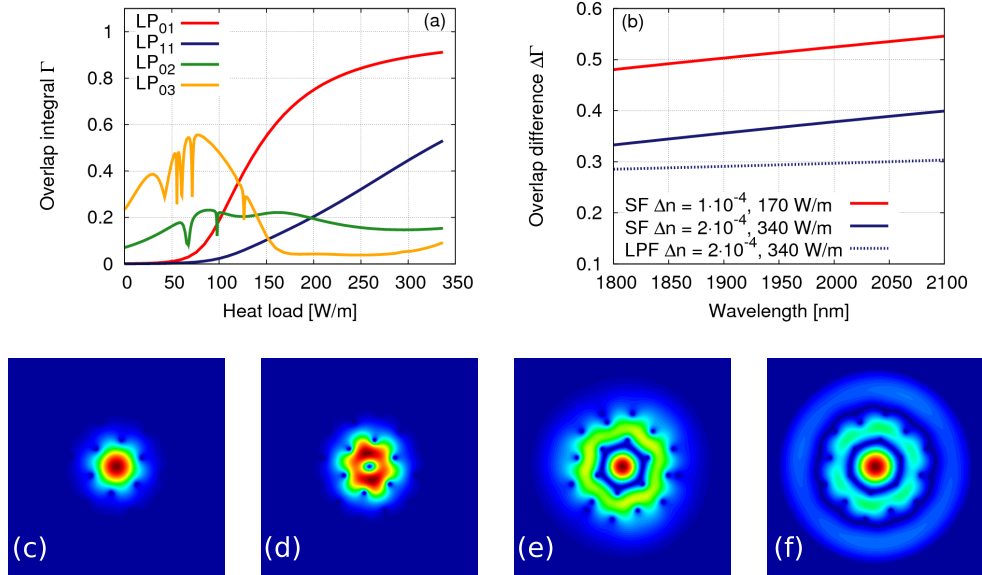 (a)
LP01
LP11
LP02
LP03
1
0.8
0.6
0.4
0.2
0
0 50 100 150 200 250 300 350
Overlap integral Γ
Heat load [W/m]
(b)
0.6
0.5
0.4
0.3
0.2
0.1
SF Δn = 1·10-4, 170 W/m
SF Δn = 2·10-4, 340 W/m
LPF Δn = 2·10-4, 340 W/m
1800 1850 1900 1950 2000 2050 2100
Overlap difference ΔΓ
Wavelength [nm]
(c)
(d)
(e)
(f)